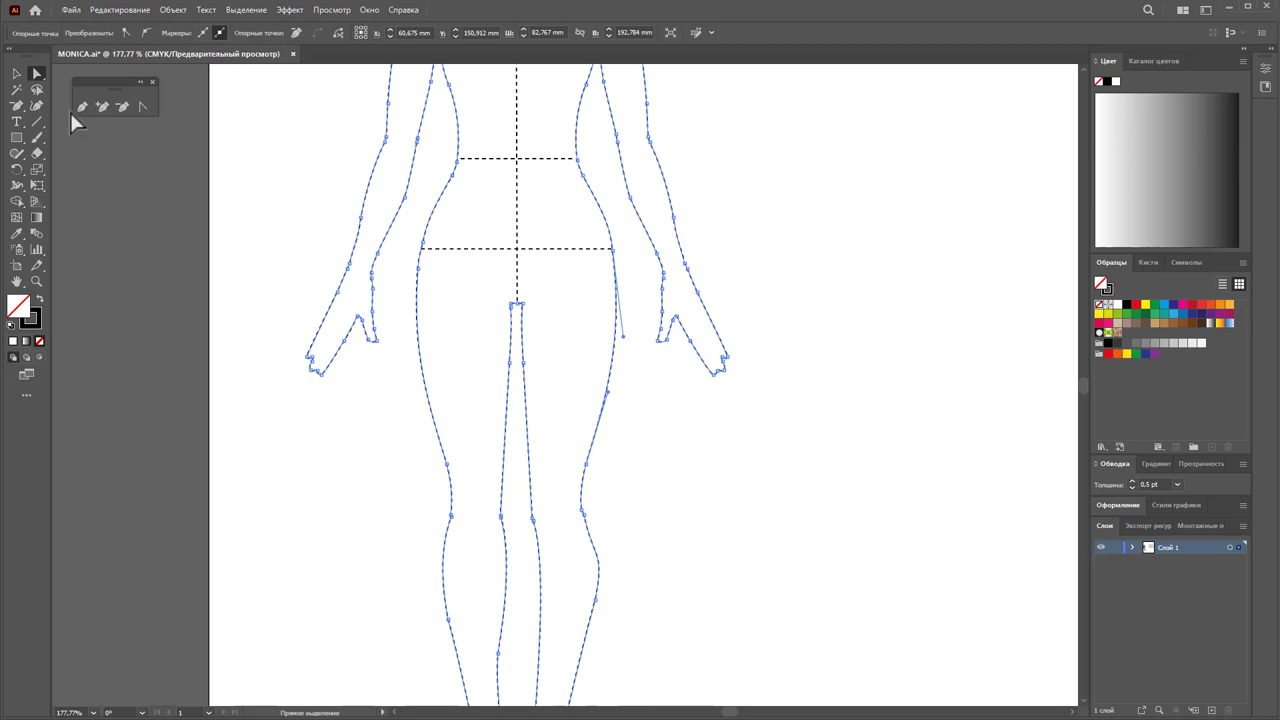 Ai
Файл
Редактирование
Объект
Текст
Выделение
Эффект
Просмотр
Окно
Справка
Опорная точка
Преобразовать:
Маркеры:
Опорные точки:
X: 60,675 mm
Y: 150,912 mm
Ш: 82,767 mm
В: 192,784 mm
MONICA.ai* @ 177,77 % (CMYK/Предварительный просмотр)
Цвет
Каталог цветов
Образцы
Кисти
Символы
Обводка
Градиент
Прозрачность
Толщина: 0,5 pt
Оформление
Стили графики
Слои
Экспорт ресур
Монтажные о
Слой 1
177,77%
0°
1
Прямое выделение
1 слой